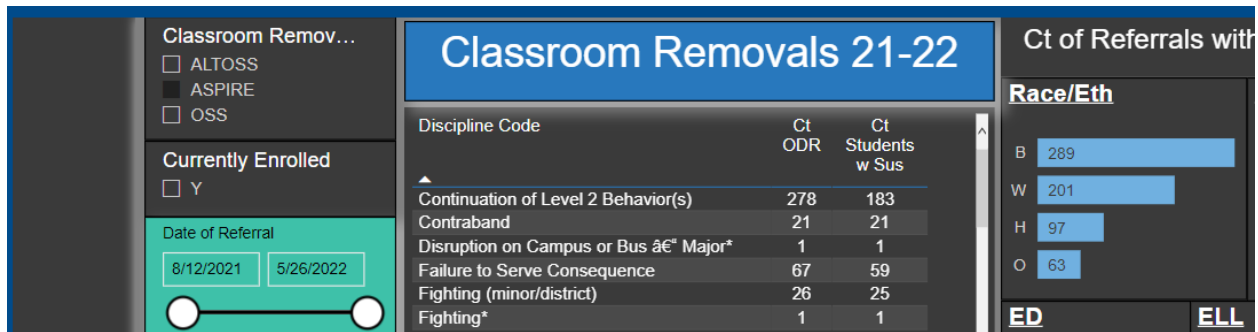 Classroom Remov...
ALTOSS
ASPIRE
OSS
Currently Enrolled
Y
Date of Referral
8/12/2021 5/26/2022
Classroom Removals 21-22
Discipline Code Ct ODR Ct Students w Sus
Continuation of Level 2 Behavior(s) 278 183
Contraband 21 21
Disruption on Campus or Bus â€“ Major* 1 1
Failure to Serve Consequence 67 59
Fighting (minor/district) 26 25
Fighting* 1 1
Ct of Referrals with
Race/Eth
B 289
W 201
H 97
O 63
ED ELL